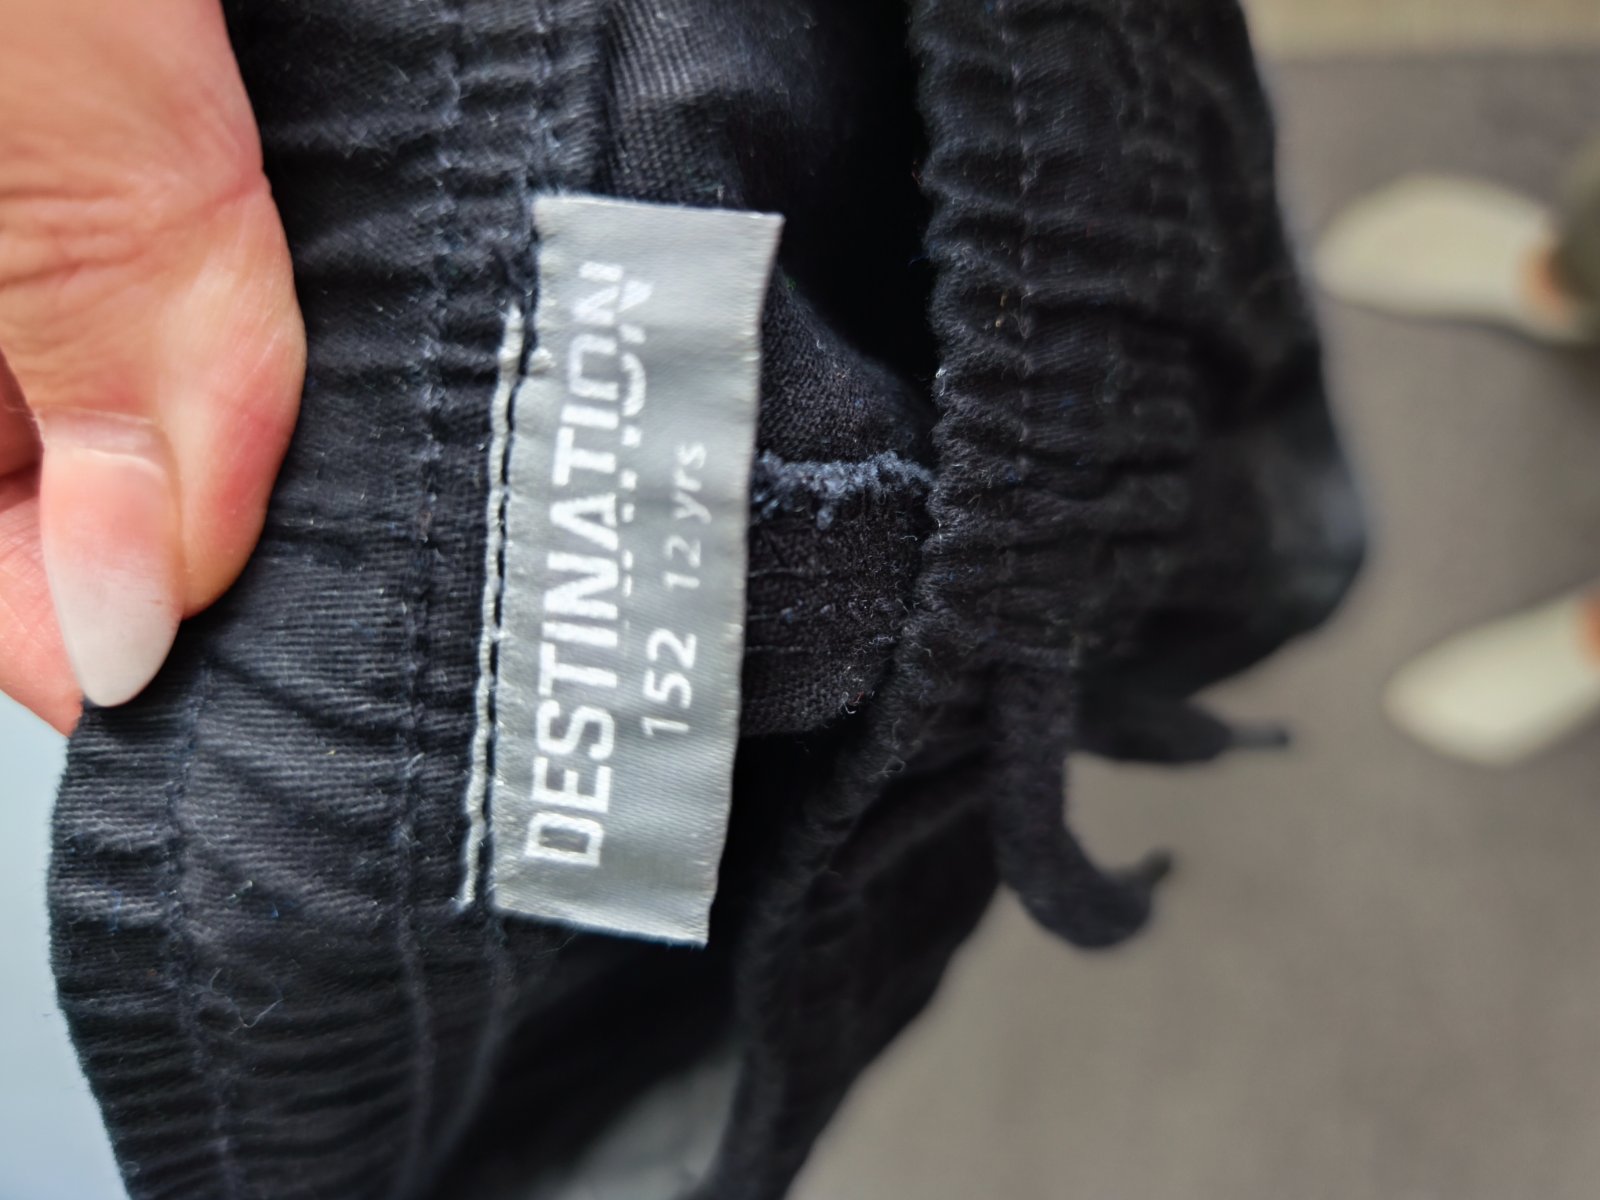 DESTINATION
152 12 yrs